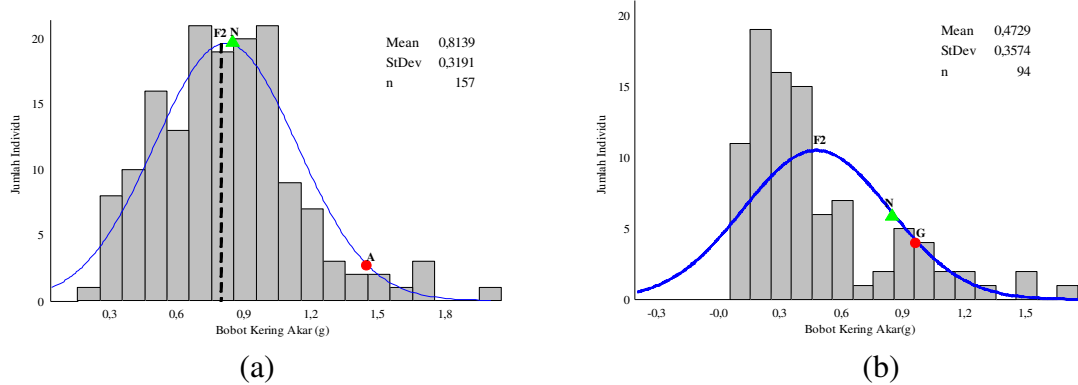 F2 N
Mean 0,8139
StDev 0,3191
n 157
A
20
15
10
5
0
Jumlah Individu
0,3 0,6 0,9 1,2 1,5 1,8
Bobot Kering Akar (g)
(a)
F2
N
G
Mean 0,4729
StDev 0,3574
n 94
20
15
10
5
0
Jumlah Individu
-0,3 -0,0 0,3 0,6 0,9 1,2 1,5
Bobot Kering Akar(g)
(b)